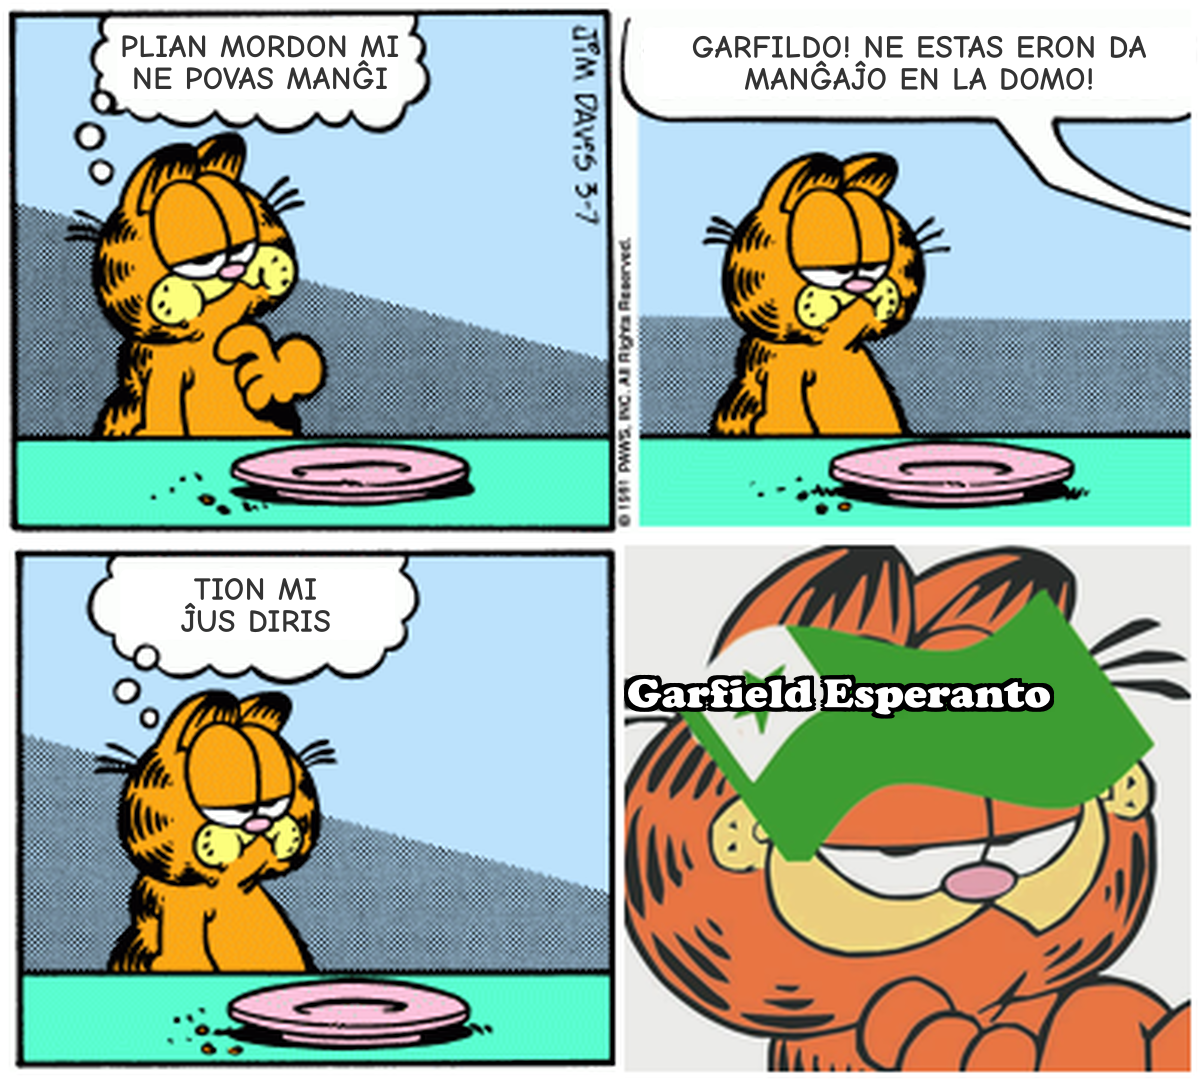 PLIAN MORDON MI
NE POVAS MANĜI
JIM DAVIS 3-7
© 1991 PAWS, INC. All Rights Reserved.
GARFILDO! NE ESTAS ERON DA
MANĜAĴO EN LA DOMO!
TION MI
ĴUS DIRIS
Garfield Esperanto